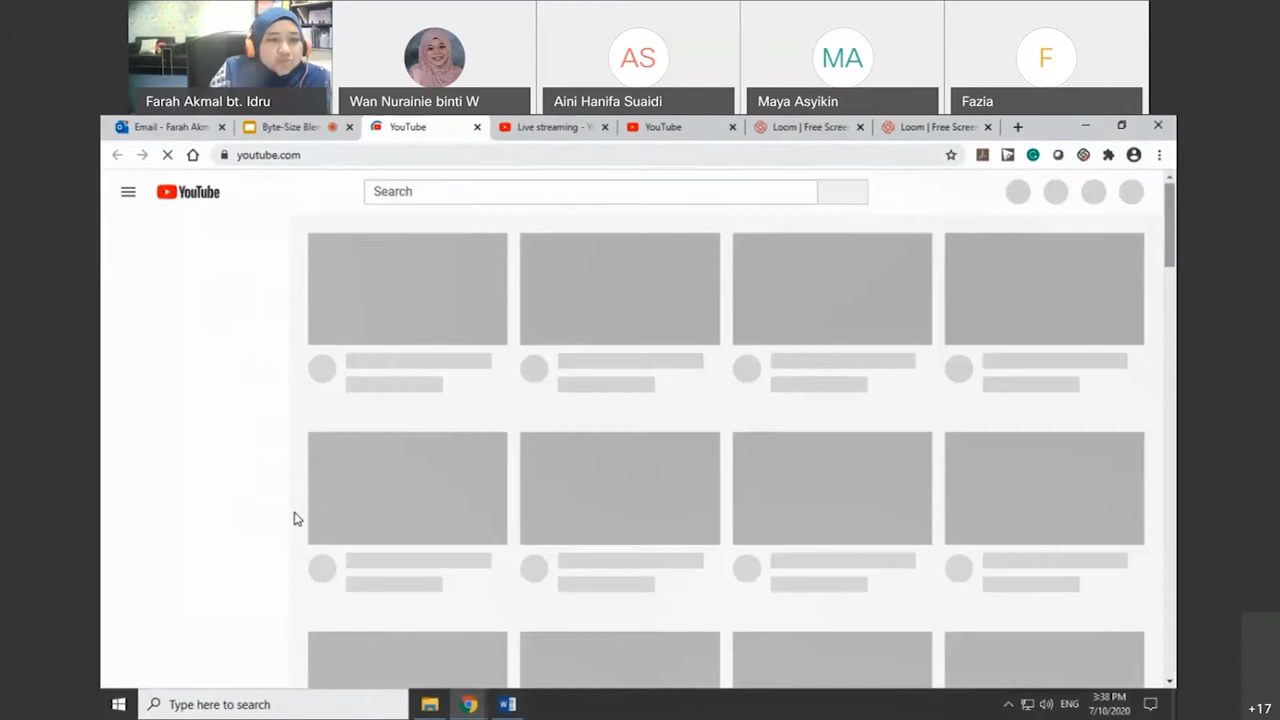 AS
MA
F
Farah Akmal bt. Idru
Wan Nurainie binti W
Aini Hanifa Suaidi
Maya Asyikin
Fazia
Email - Farah Akm
Byte-Size Ble
YouTube
Live streaming - Y
YouTube
Loom | Free Scree
Loom | Free Scree
youtube.com
YouTube
Search
Type here to search
ENG
3:38 PM
7/10/2020
+17